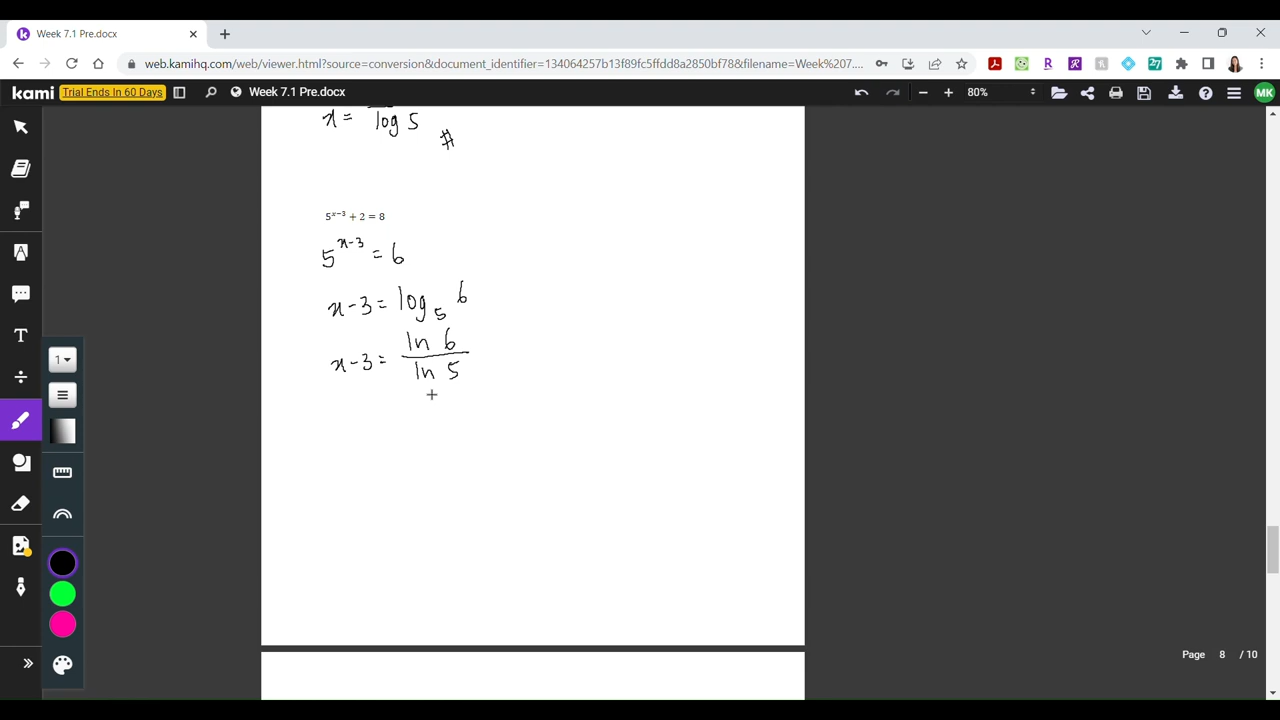 Week 7.1 Pre.docx
web.kamihq.com/web/viewer.html?source=conversion&document_identifier=134064257b13f89fc5ffdd8a2850bf78&filename=Week%207....
kami Trial Ends In 60 Days Week 7.1 Pre.docx 80% MK
x = log 5
#
5^{x−3} + 2 = 8
5^{x-3} = 6
x-3 = log_5 6
x-3 = ln 6 / ln 5
1
T
Page 8 / 10